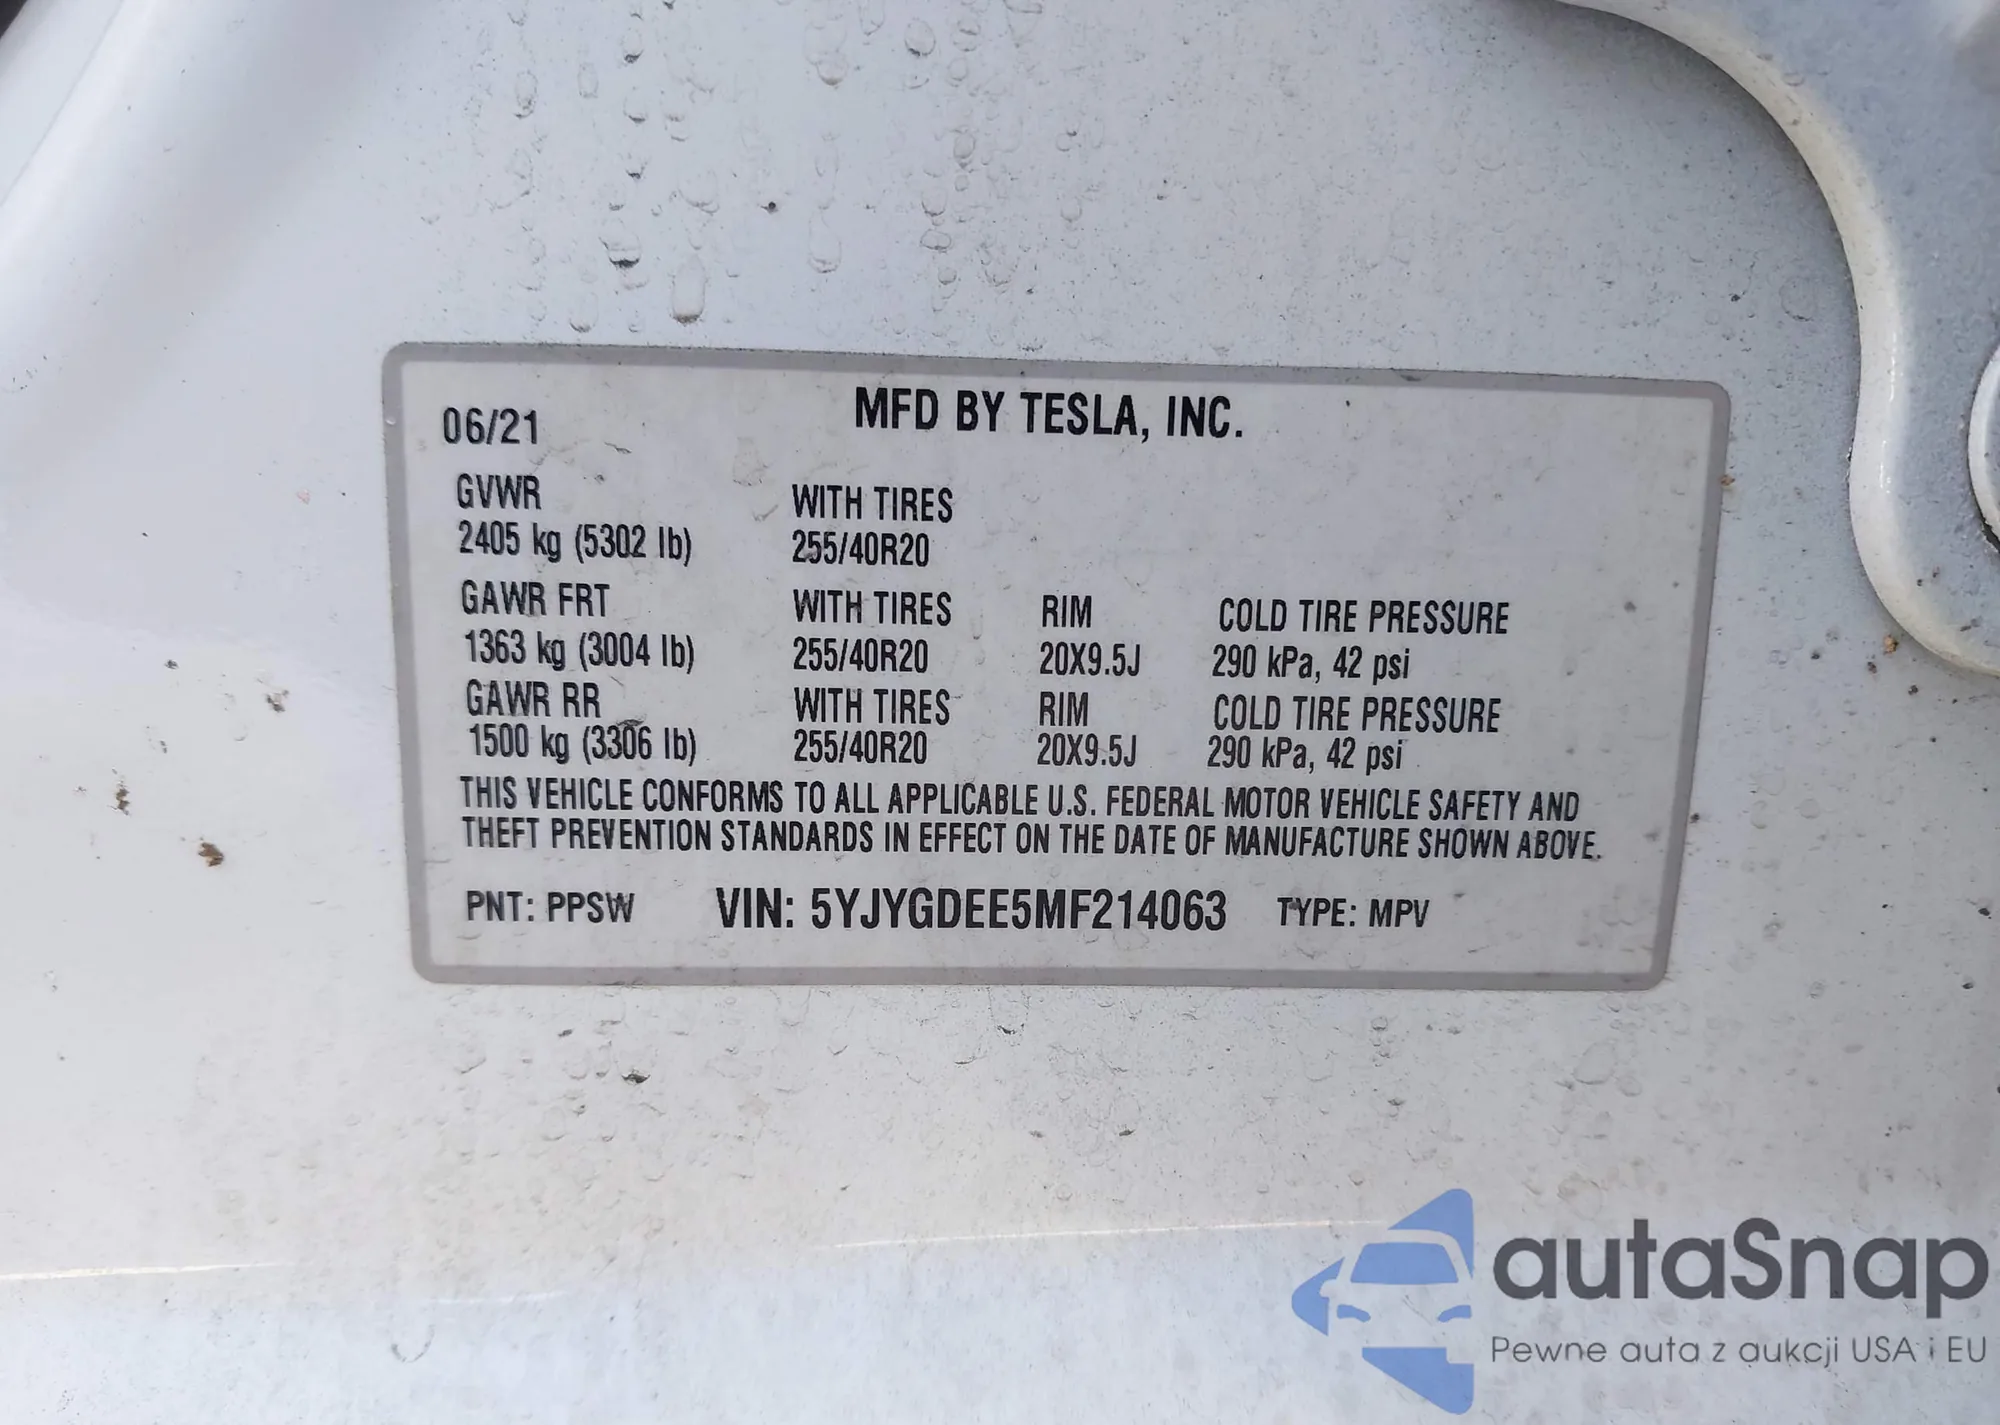 06/21 MFD BY TESLA, INC.
GVWR WITH TIRES
2405 kg (5302 lb) 255/40R20
GAWR FRT WITH TIRES RIM COLD TIRE PRESSURE
1363 kg (3004 lb) 255/40R20 20X9.5J 290 kPa, 42 psi
GAWR RR WITH TIRES RIM COLD TIRE PRESSURE
1500 kg (3306 lb) 255/40R20 20X9.5J 290 kPa, 42 psi
THIS VEHICLE CONFORMS TO ALL APPLICABLE U.S. FEDERAL MOTOR VEHICLE SAFETY AND
THEFT PREVENTION STANDARDS IN EFFECT ON THE DATE OF MANUFACTURE SHOWN ABOVE.
PNT: PPSW VIN: 5YJYGDEE5MF214063 TYPE: MPV
autaSnap
Pewne auta z aukcji USA i EU